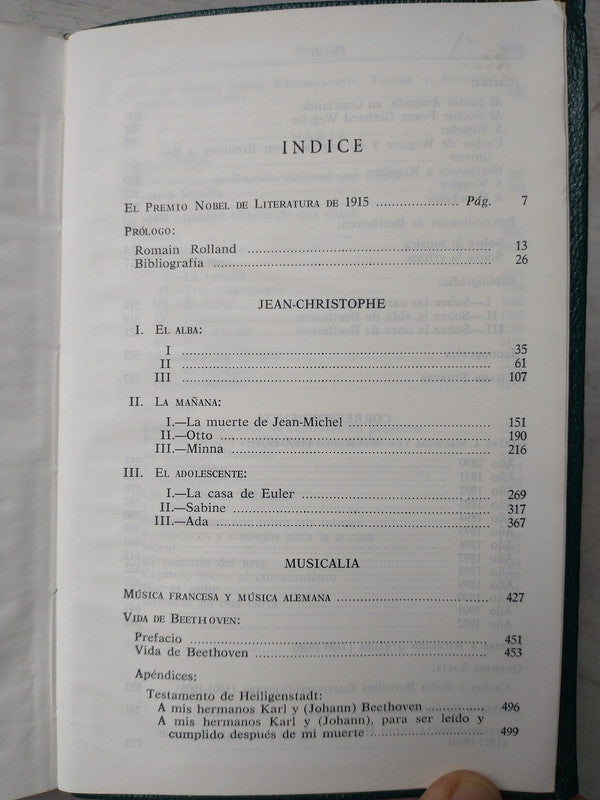 INDICE
EL PREMIO NOBEL DE LITERATURA DE 1915 .................. Pág. 7
PRÓLOGO:
Romain Rolland .................. 13
Bibliografía .................. 26
JEAN-CHRISTOPHE
I. EL ALBA:
I .................. 35
II .................. 61
III .................. 107
II. LA MAÑANA:
I.—La muerte de Jean-Michel .................. 151
II.—Otto .................. 190
III.—Minna .................. 216
III. EL ADOLESCENTE:
I.—La casa de Euler .................. 269
II.—Sabine .................. 317
III.—Ada .................. 367
MUSICALIA
MÚSICA FRANCESA Y MÚSICA ALEMANA .................. 427
VIDA DE BEETHOVEN:
Prefacio .................. 451
Vida de Beethoven .................. 453
Apéndices:
Testamento de Heiligenstadt:
A mis hermanos Karl y (Johann) Beethoven .................. 496
A mis hermanos Karl y (Johann), para ser leído y
cumplido después de mi muerte .................. 499